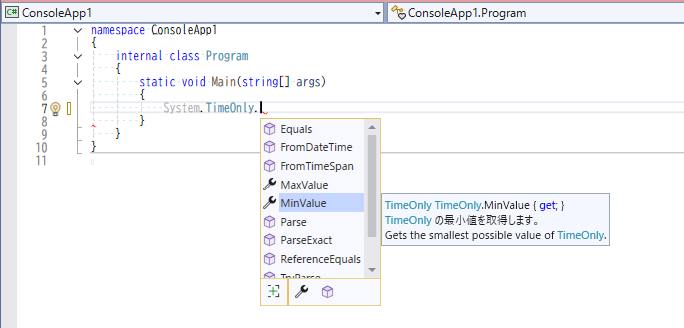 C# ConsoleApp1
ConsoleApp1.Program
1 namespace ConsoleApp1
2 {
3 internal class Program
4 {
5 static void Main(string[] args)
6 {
7 System.TimeOnly.
8 }
9 }
10 }
11
Equals
FromDateTime
FromTimeSpan
MaxValue
MinValue
Parse
ParseExact
ReferenceEquals
TryParse
TimeOnly TimeOnly.MinValue { get; }
TimeOnly の最小値を取得します。
Gets the smallest possible value of TimeOnly.